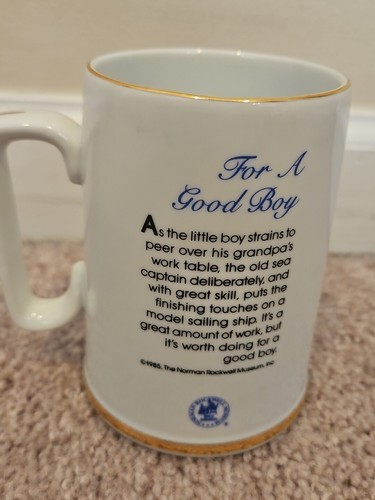 For A
Good Boy
As the little boy strains to
peer over his grandpa's
work table, the old sea
captain deliberately, and
with great skill, puts the
finishing touches on a
model sailing ship. It's a
great amount of work, but
it's worth doing for a
good boy.
©1985, The Norman Rockwell Museum, Inc